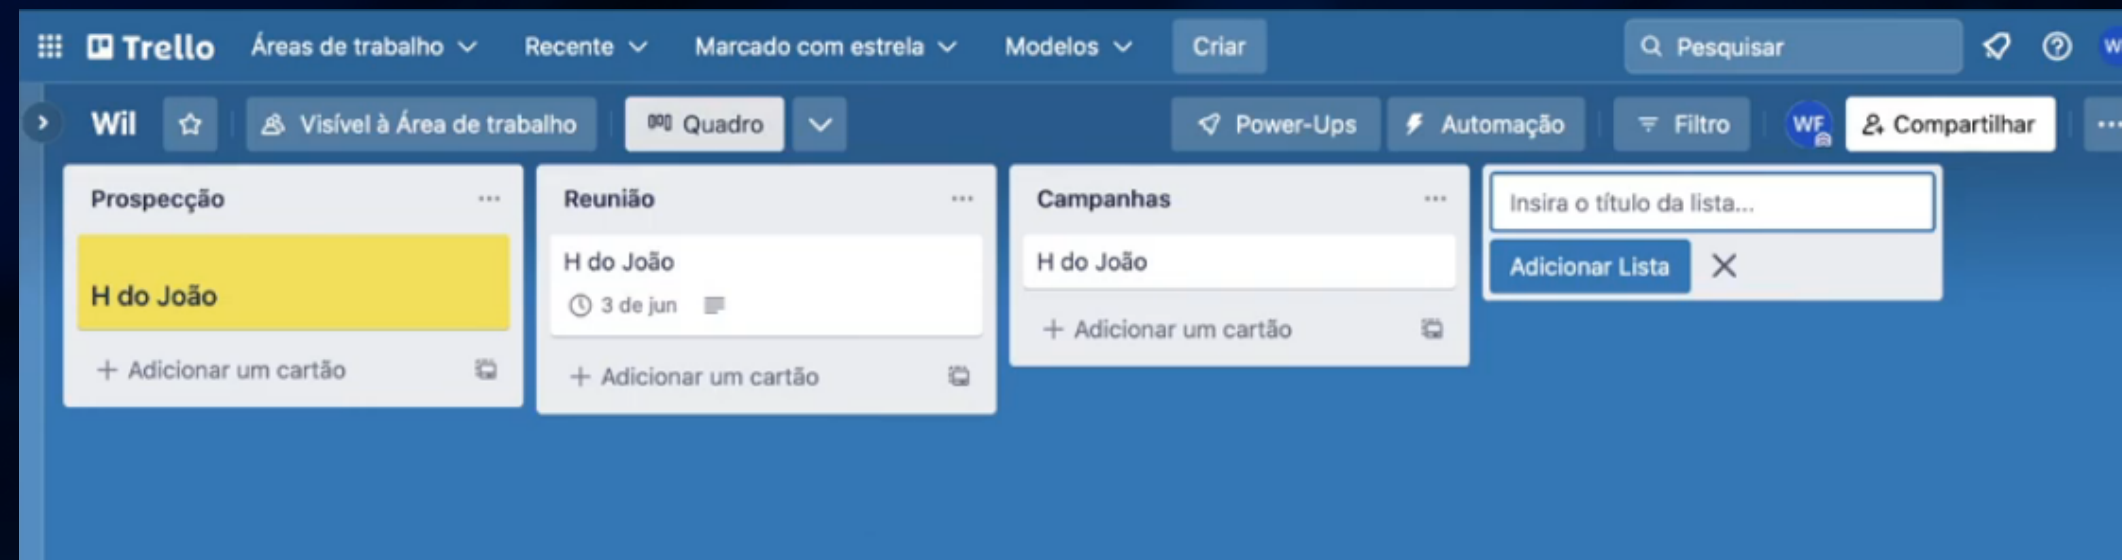 Trello Áreas de trabalho Recente Marcado com estrela Modelos Criar Pesquisar
Wil Visível à Área de trabalho Quadro Power-Ups Automação Filtro WF Compartilhar
Prospecção
H do João
+ Adicionar um cartão
Reunião
H do João
3 de jun
+ Adicionar um cartão
Campanhas
H do João
+ Adicionar um cartão
Insira o título da lista...
Adicionar Lista